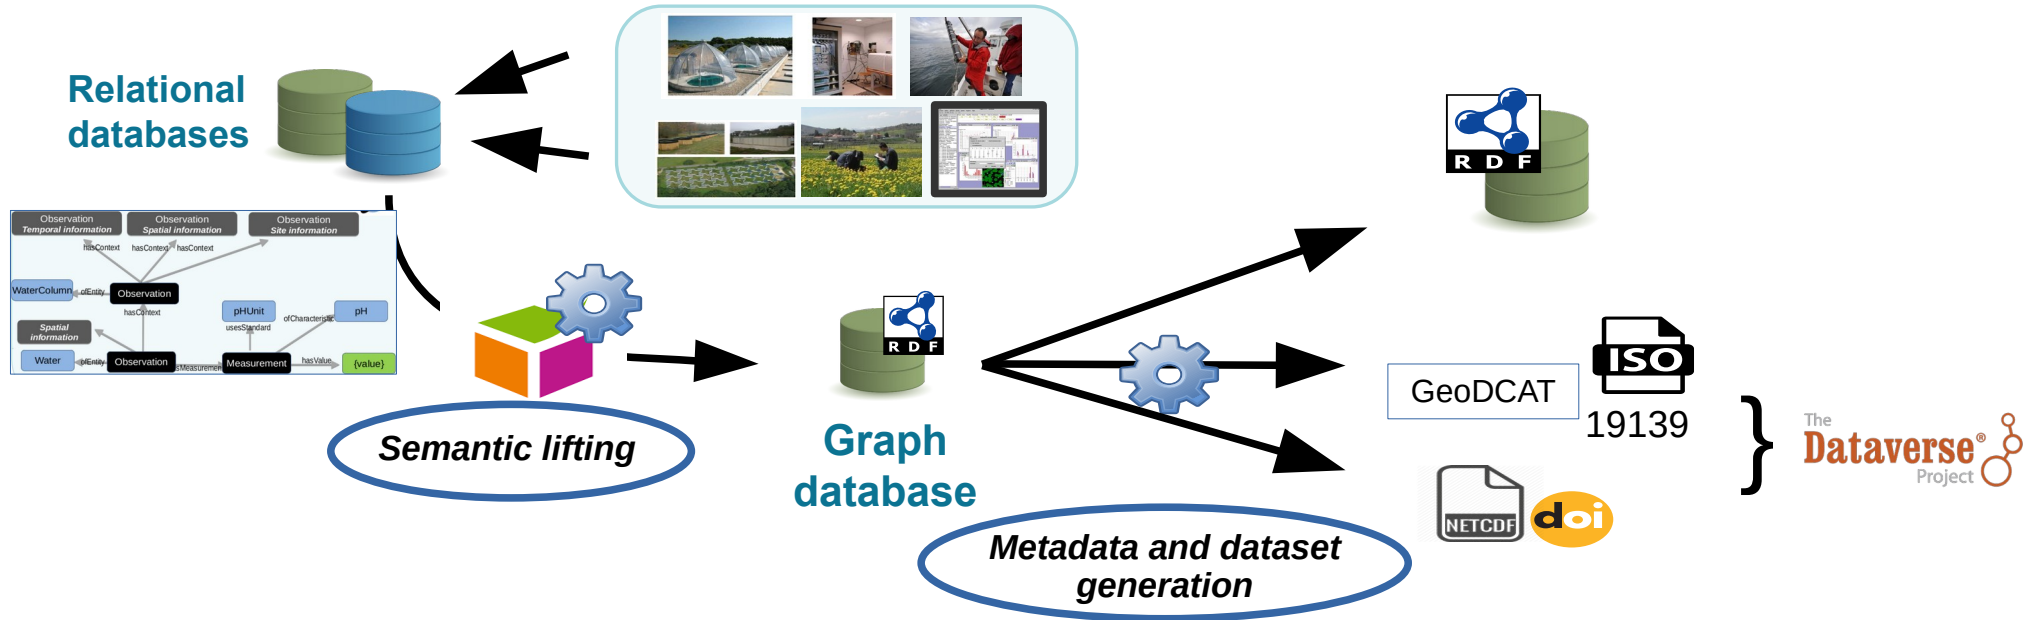 Relational
databases
Observation
Temporal information
Observation
Spatial information
Observation
Site information
hasContext
hasContext
hasContext
WaterColumn
ofEntity
Observation
hasContext
pHUnit
usesStandard
ofCharacteristic
pH
Spatial
information
Water
ofEntity
Observation
Measurement
hasValue
{value}
Semantic lifting
RDF
Graph
database
Metadata and dataset
generation
RDF
GeoDCAT
ISO
19139
NETCDF
doi
}
The
Dataverse®
Project